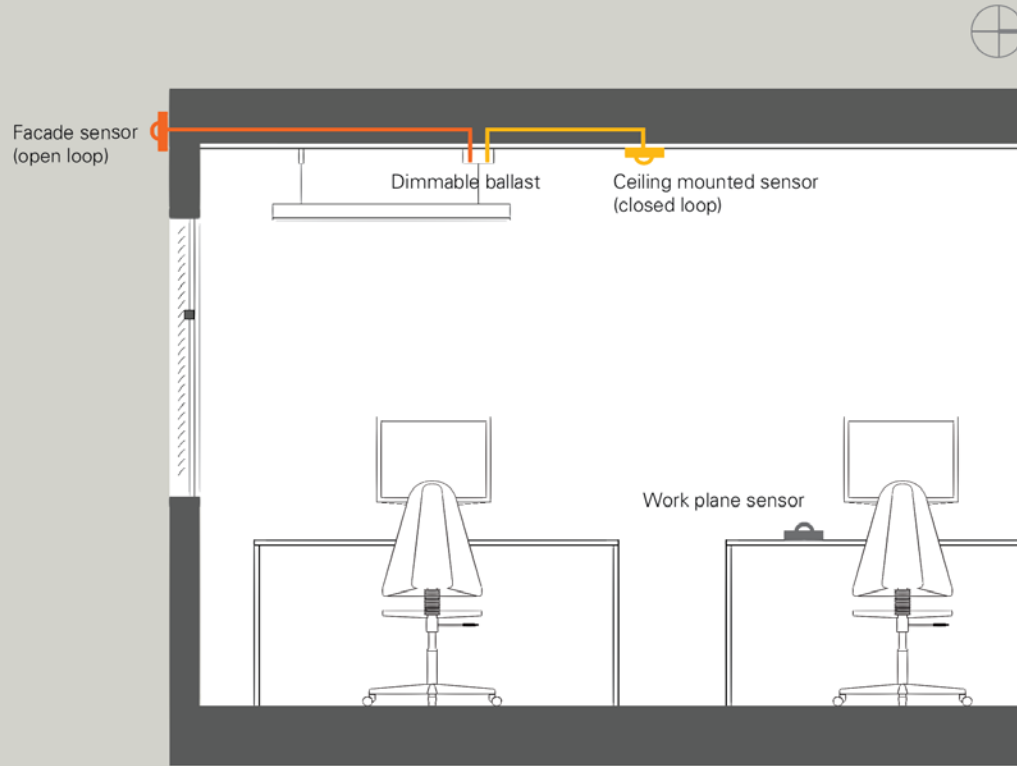 Facade sensor
(open loop)
Dimmable ballast
Ceiling mounted sensor
(closed loop)
Work plane sensor